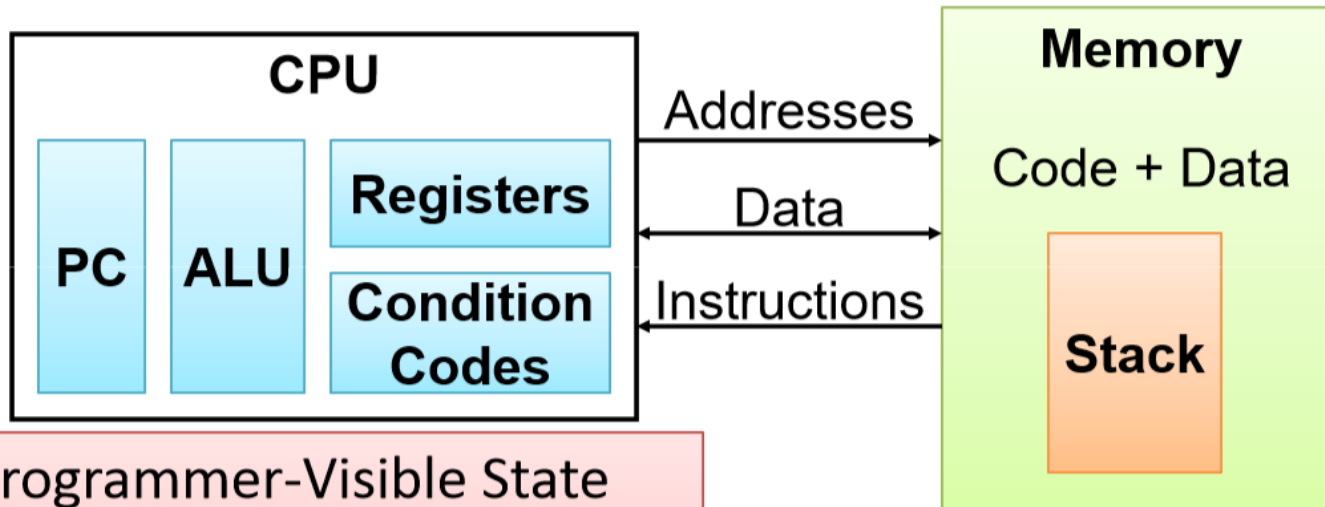 CPU
PC
ALU
Registers
Condition
Codes
Addresses
Data
Instructions
Memory
Code + Data
Stack
rogrammer-Visible State